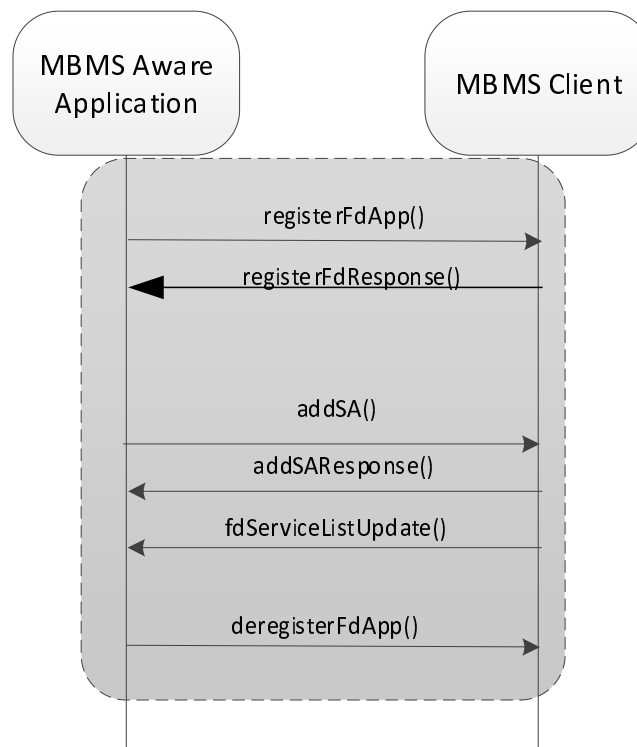 MBMS Aware
Application
MBMS Client
registerFdApp()
registerFdResponse()
addSA()
addSAResponse()
fdServiceListUpdate()
deregisterFdApp()